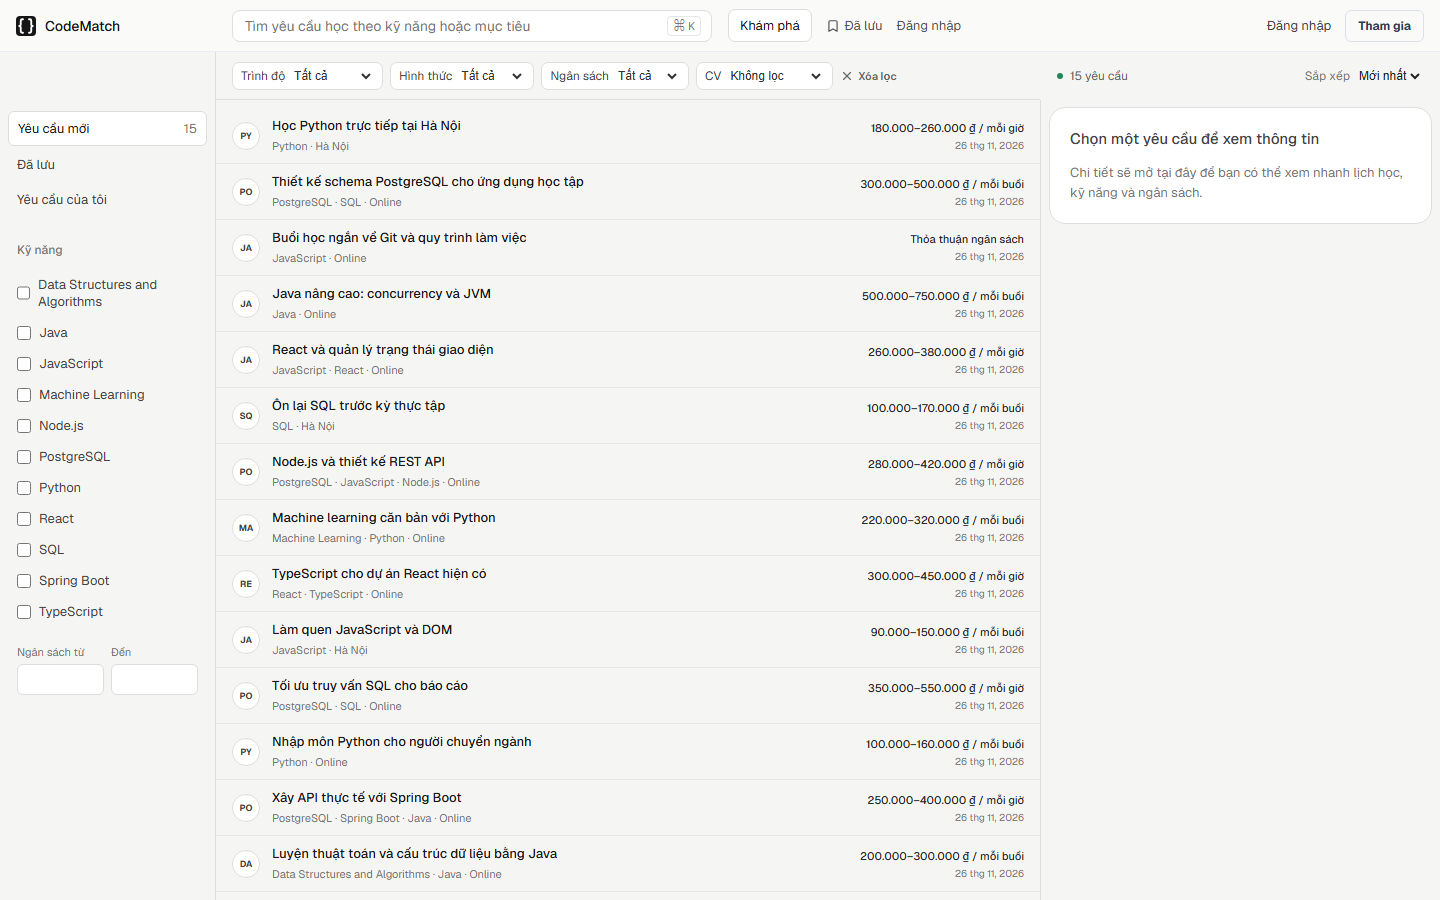 CodeMatch
Tìm yêu cầu học theo kỹ năng hoặc mục tiêu
⌘ K
Khám phá
Đã lưu
Đăng nhập
Đăng nhập
Tham gia
Trình độ Tất cả
Hình thức Tất cả
Ngân sách Tất cả
CV Không lọc
Xóa lọc
15 yêu cầu
Sắp xếp Mới nhất
Yêu cầu mới 15
Đã lưu
Yêu cầu của tôi
Kỹ năng
Data Structures and
Algorithms
Java
JavaScript
Machine Learning
Node.js
PostgreSQL
Python
React
SQL
Spring Boot
TypeScript
Ngân sách từ
Đến
PY
Học Python trực tiếp tại Hà Nội
Python · Hà Nội
180.000–260.000 ₫ / mỗi giờ
26 thg 11, 2026
PO
Thiết kế schema PostgreSQL cho ứng dụng học tập
PostgreSQL · SQL · Online
300.000–500.000 ₫ / mỗi buổi
26 thg 11, 2026
JA
Buổi học ngắn về Git và quy trình làm việc
JavaScript · Online
Thỏa thuận ngân sách
26 thg 11, 2026
JA
Java nâng cao: concurrency và JVM
Java · Online
500.000–750.000 ₫ / mỗi buổi
26 thg 11, 2026
JA
React và quản lý trạng thái giao diện
JavaScript · React · Online
260.000–380.000 ₫ / mỗi giờ
26 thg 11, 2026
SQ
Ôn lại SQL trước kỳ thực tập
SQL · Hà Nội
100.000–170.000 ₫ / mỗi buổi
26 thg 11, 2026
PO
Node.js và thiết kế REST API
PostgreSQL · JavaScript · Node.js · Online
280.000–420.000 ₫ / mỗi giờ
26 thg 11, 2026
MA
Machine learning căn bản với Python
Machine Learning · Python · Online
220.000–320.000 ₫ / mỗi buổi
26 thg 11, 2026
RE
TypeScript cho dự án React hiện có
React · TypeScript · Online
300.000–450.000 ₫ / mỗi giờ
26 thg 11, 2026
JA
Làm quen JavaScript và DOM
JavaScript · Hà Nội
90.000–150.000 ₫ / mỗi giờ
26 thg 11, 2026
PO
Tối ưu truy vấn SQL cho báo cáo
PostgreSQL · SQL · Online
350.000–550.000 ₫ / mỗi giờ
26 thg 11, 2026
PY
Nhập môn Python cho người chuyển ngành
Python · Online
100.000–160.000 ₫ / mỗi buổi
26 thg 11, 2026
PO
Xây API thực tế với Spring Boot
PostgreSQL · Spring Boot · Java · Online
250.000–400.000 ₫ / mỗi giờ
26 thg 11, 2026
DA
Luyện thuật toán và cấu trúc dữ liệu bằng Java
Data Structures and Algorithms · Java · Online
200.000–300.000 ₫ / mỗi buổi
26 thg 11, 2026
Chọn một yêu cầu để xem thông tin
Chi tiết sẽ mở tại đây để bạn có thể xem nhanh lịch học,
kỹ năng và ngân sách.